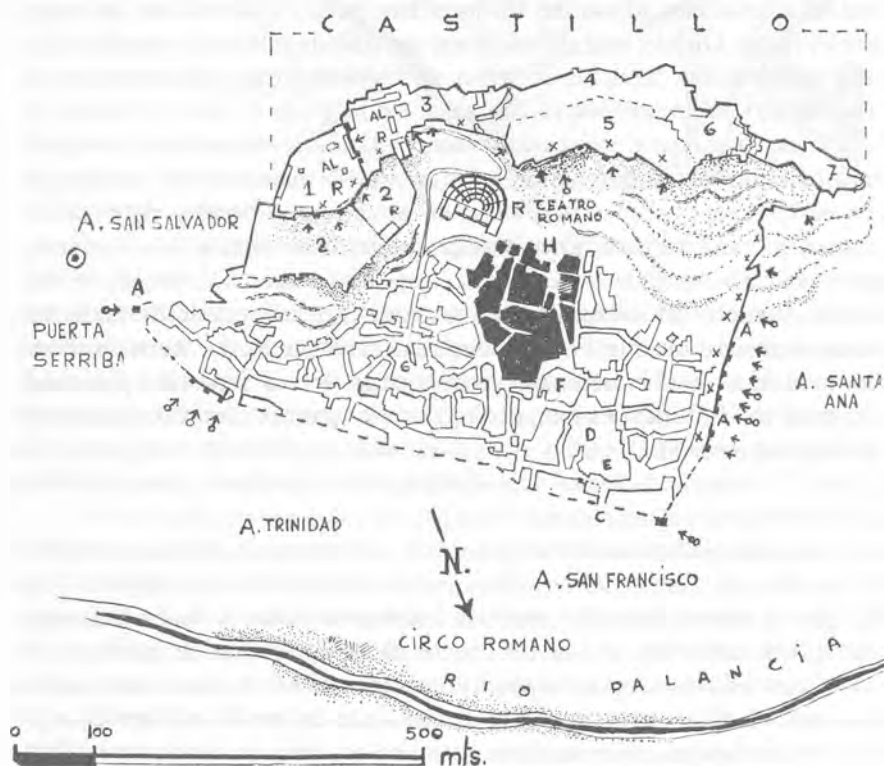 CASTILLO
4
3
AL
5
6
R
AL
7
1
R
2
2
R
R
TEATRO
ROMANO
A. SAN SALVADOR
H
A
PUERTA
SERRIBA
A
A. SANTA
ANA
G
A
D
E
C
A. TRINIDAD
N.
A. SAN FRANCISCO
CIRCO ROMANO
RIO PALANCIA
0 100 500
mts.